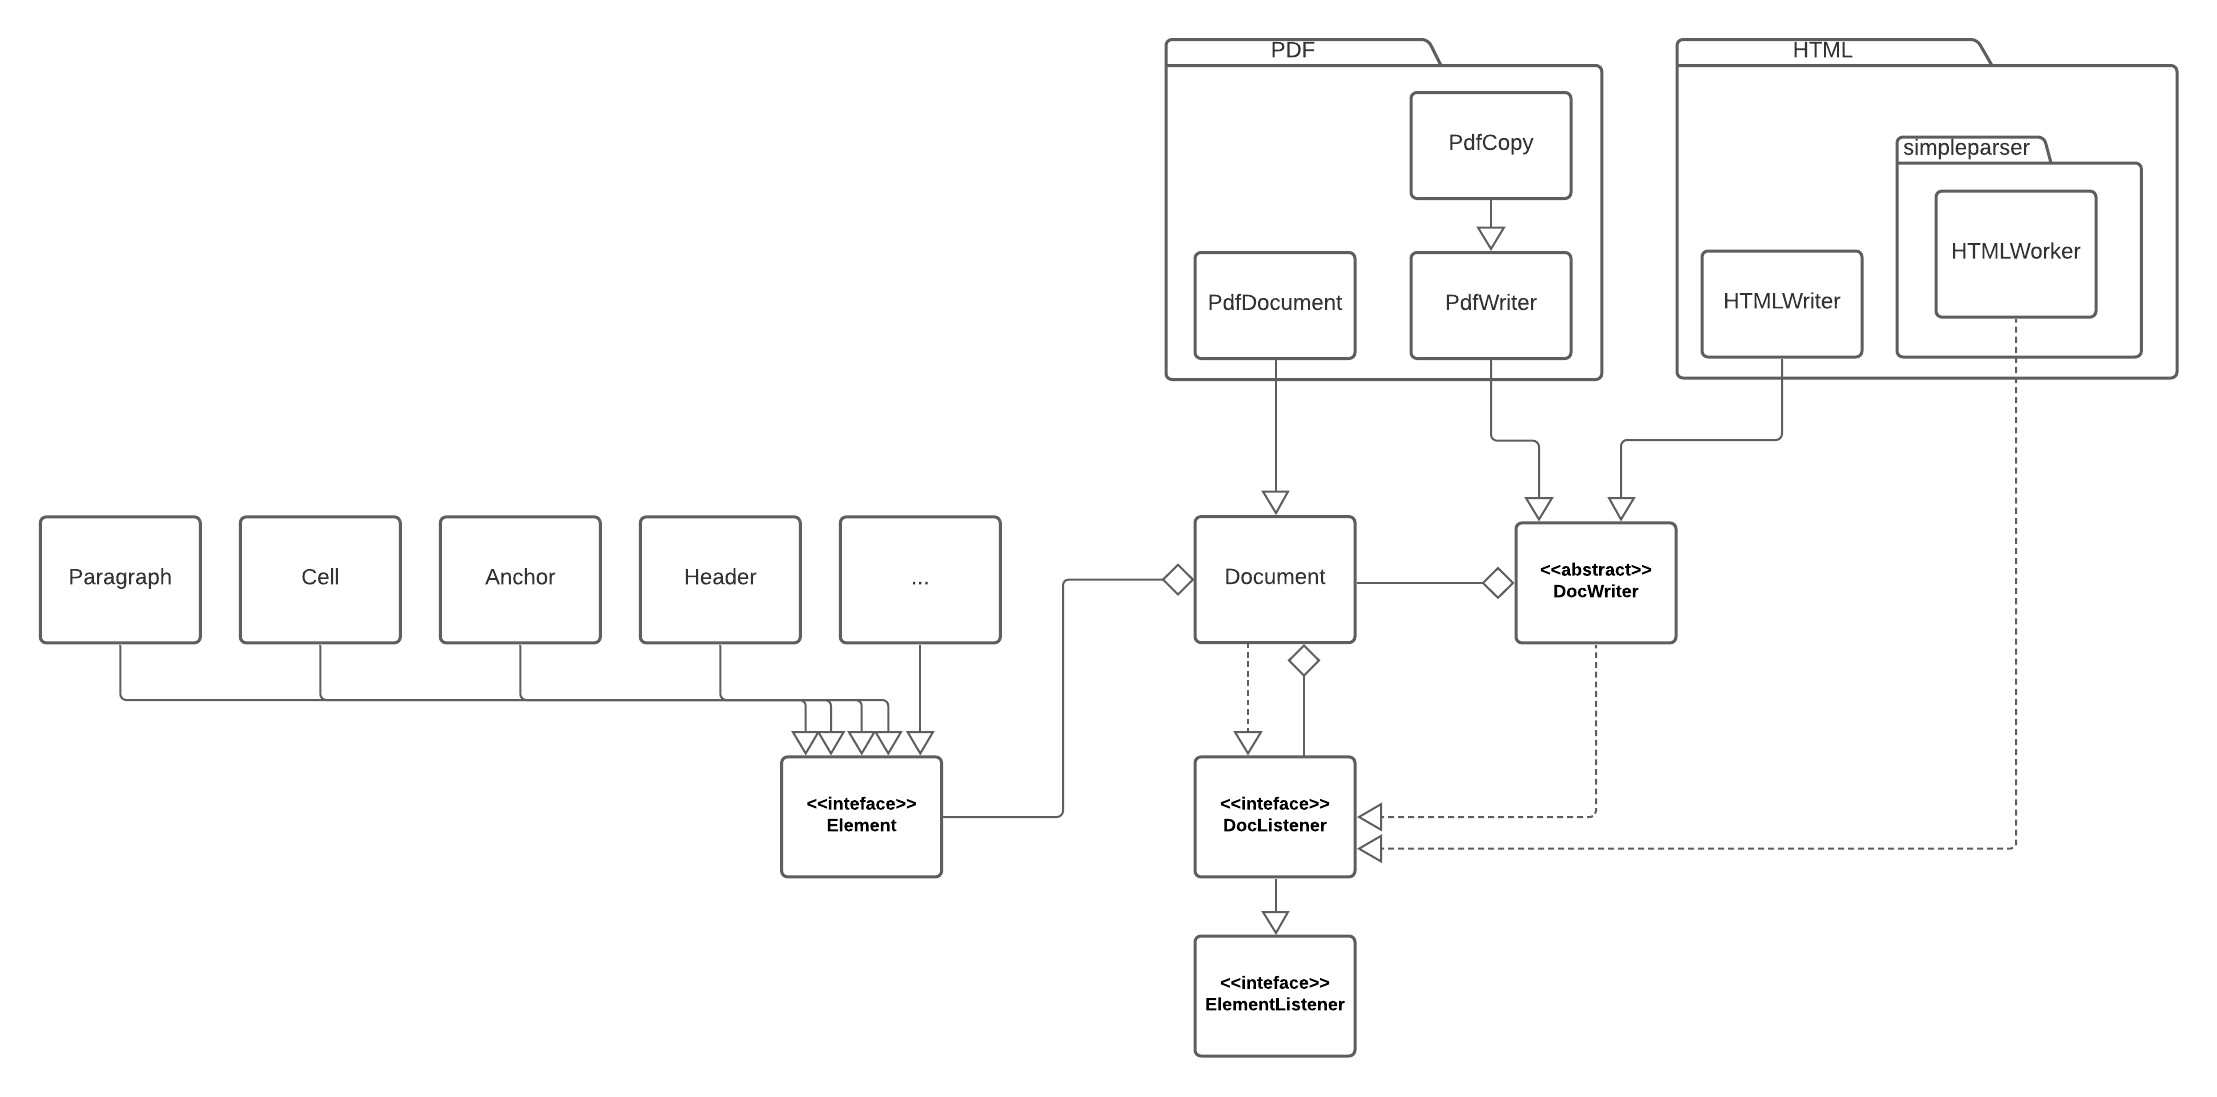 PDF
HTML
PdfCopy
simpleparser
HTMLWorker
PdfDocument
PdfWriter
HTMLWriter
Paragraph
Cell
Anchor
Header
...
Document
<<abstract>>
DocWriter
<<inteface>>
Element
<<inteface>>
DocListener
<<inteface>>
ElementListener